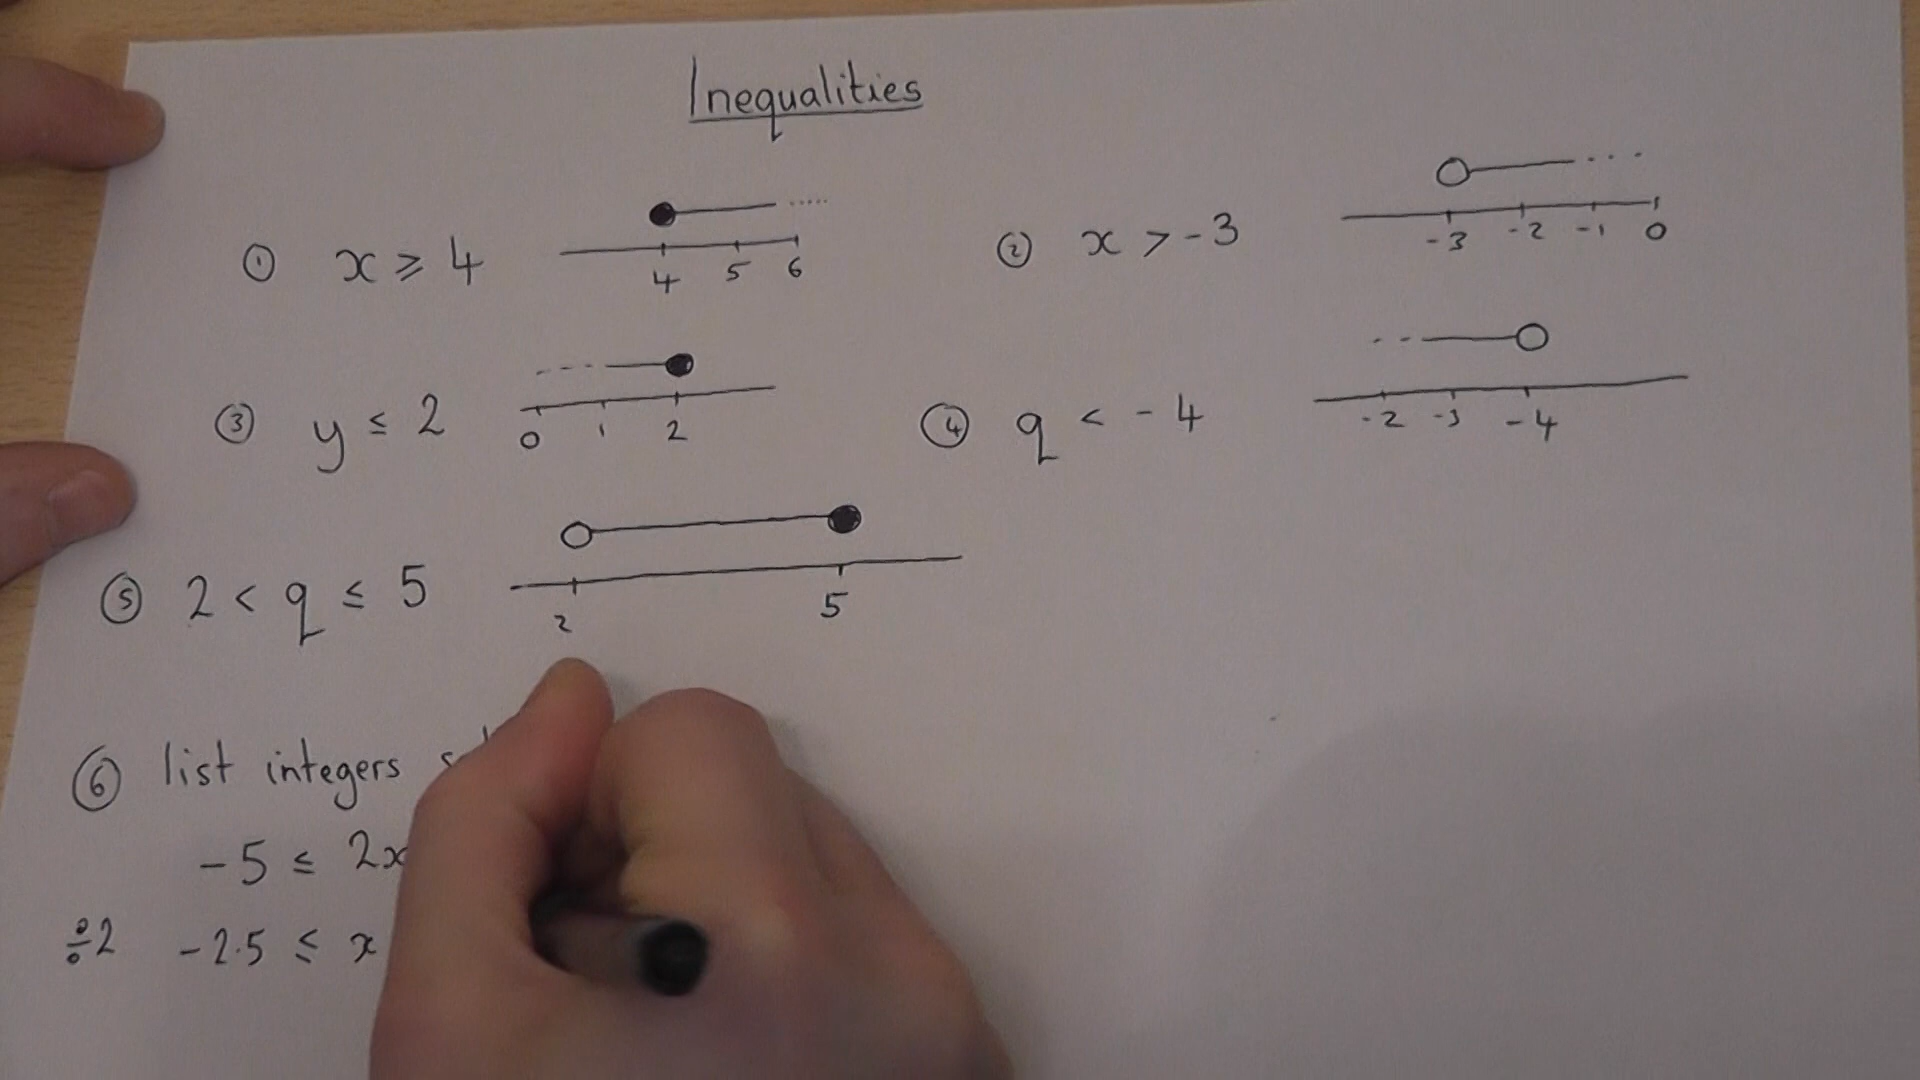 Inequalities
① x ≥ 4
4 5 6
② x > -3
-3 -2 -1 0
③ y ≤ 2
0 1 2
④ q < -4
-2 -3 -4
⑤ 2 < q ≤ 5
2 5
⑥ list integers
-5 ≤ 2x
÷2 -2.5 ≤ x